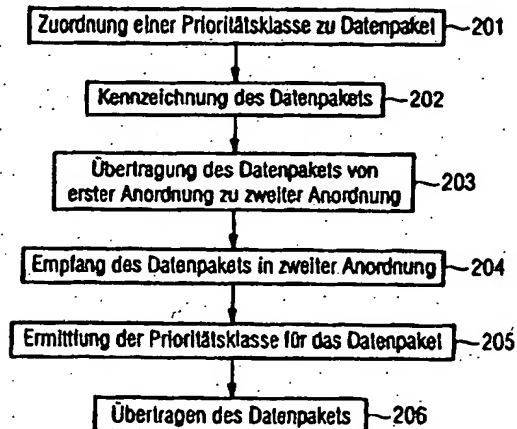 Zuordnung einer Prioritätsklasse zu Datenpaket 201
Kennzeichnung des Datenpakets 202
Übertragung des Datenpakets von
erster Anordnung zu zweiter Anordnung 203
Empfang des Datenpakets in zweiter Anordnung 204
Ermittlung der Prioritätsklasse für das Datenpaket 205
Übertragen des Datenpakets 206